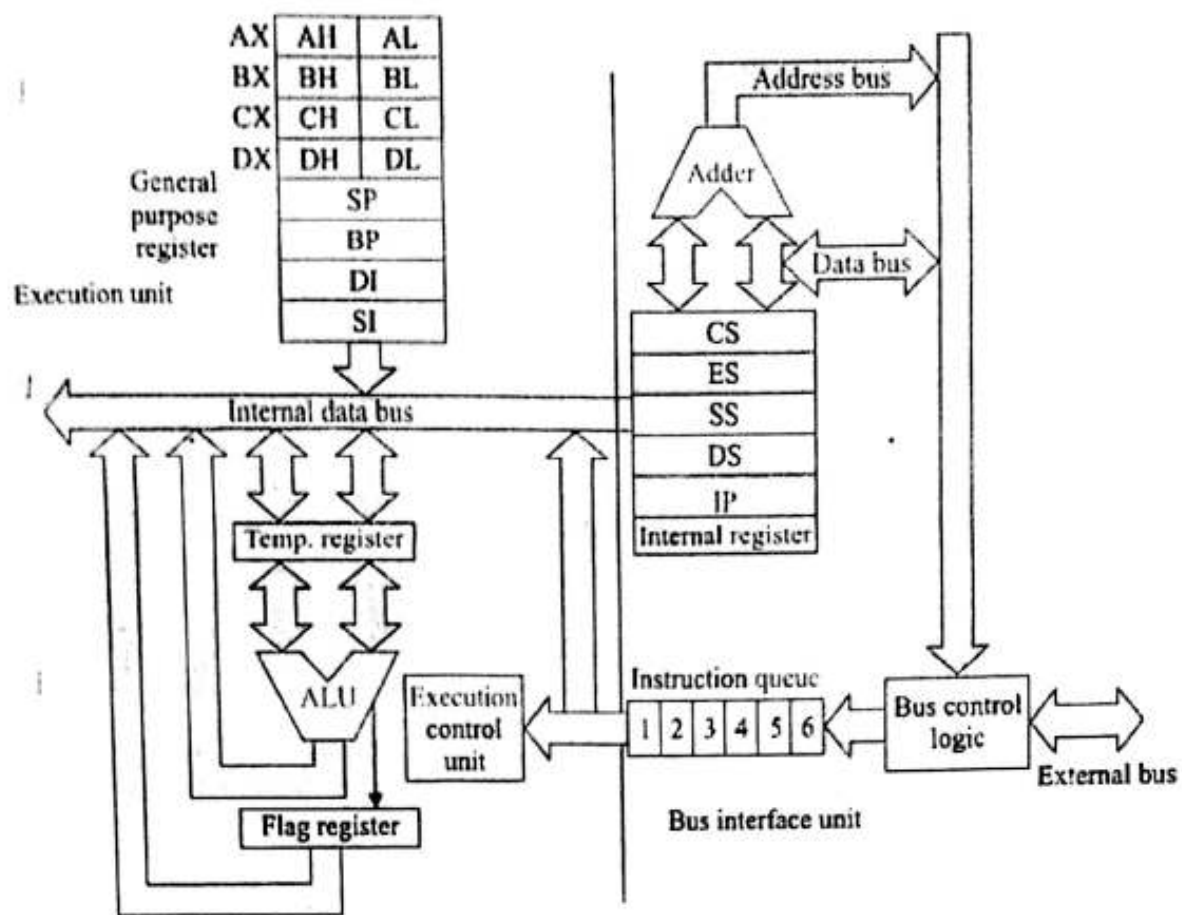 AX AH AL
BX BH BL
CX CH CL
DX DH DL
General
purpose
register
SP
BP
DI
SI
Execution unit
Internal data bus
Temp. register
ALU
Execution
control
unit
Flag register
Address bus
Adder
Data bus
CS
ES
SS
DS
IP
Internal register
Instruction queue
1 2 3 4 5 6
Bus control
logic
External bus
Bus interface unit